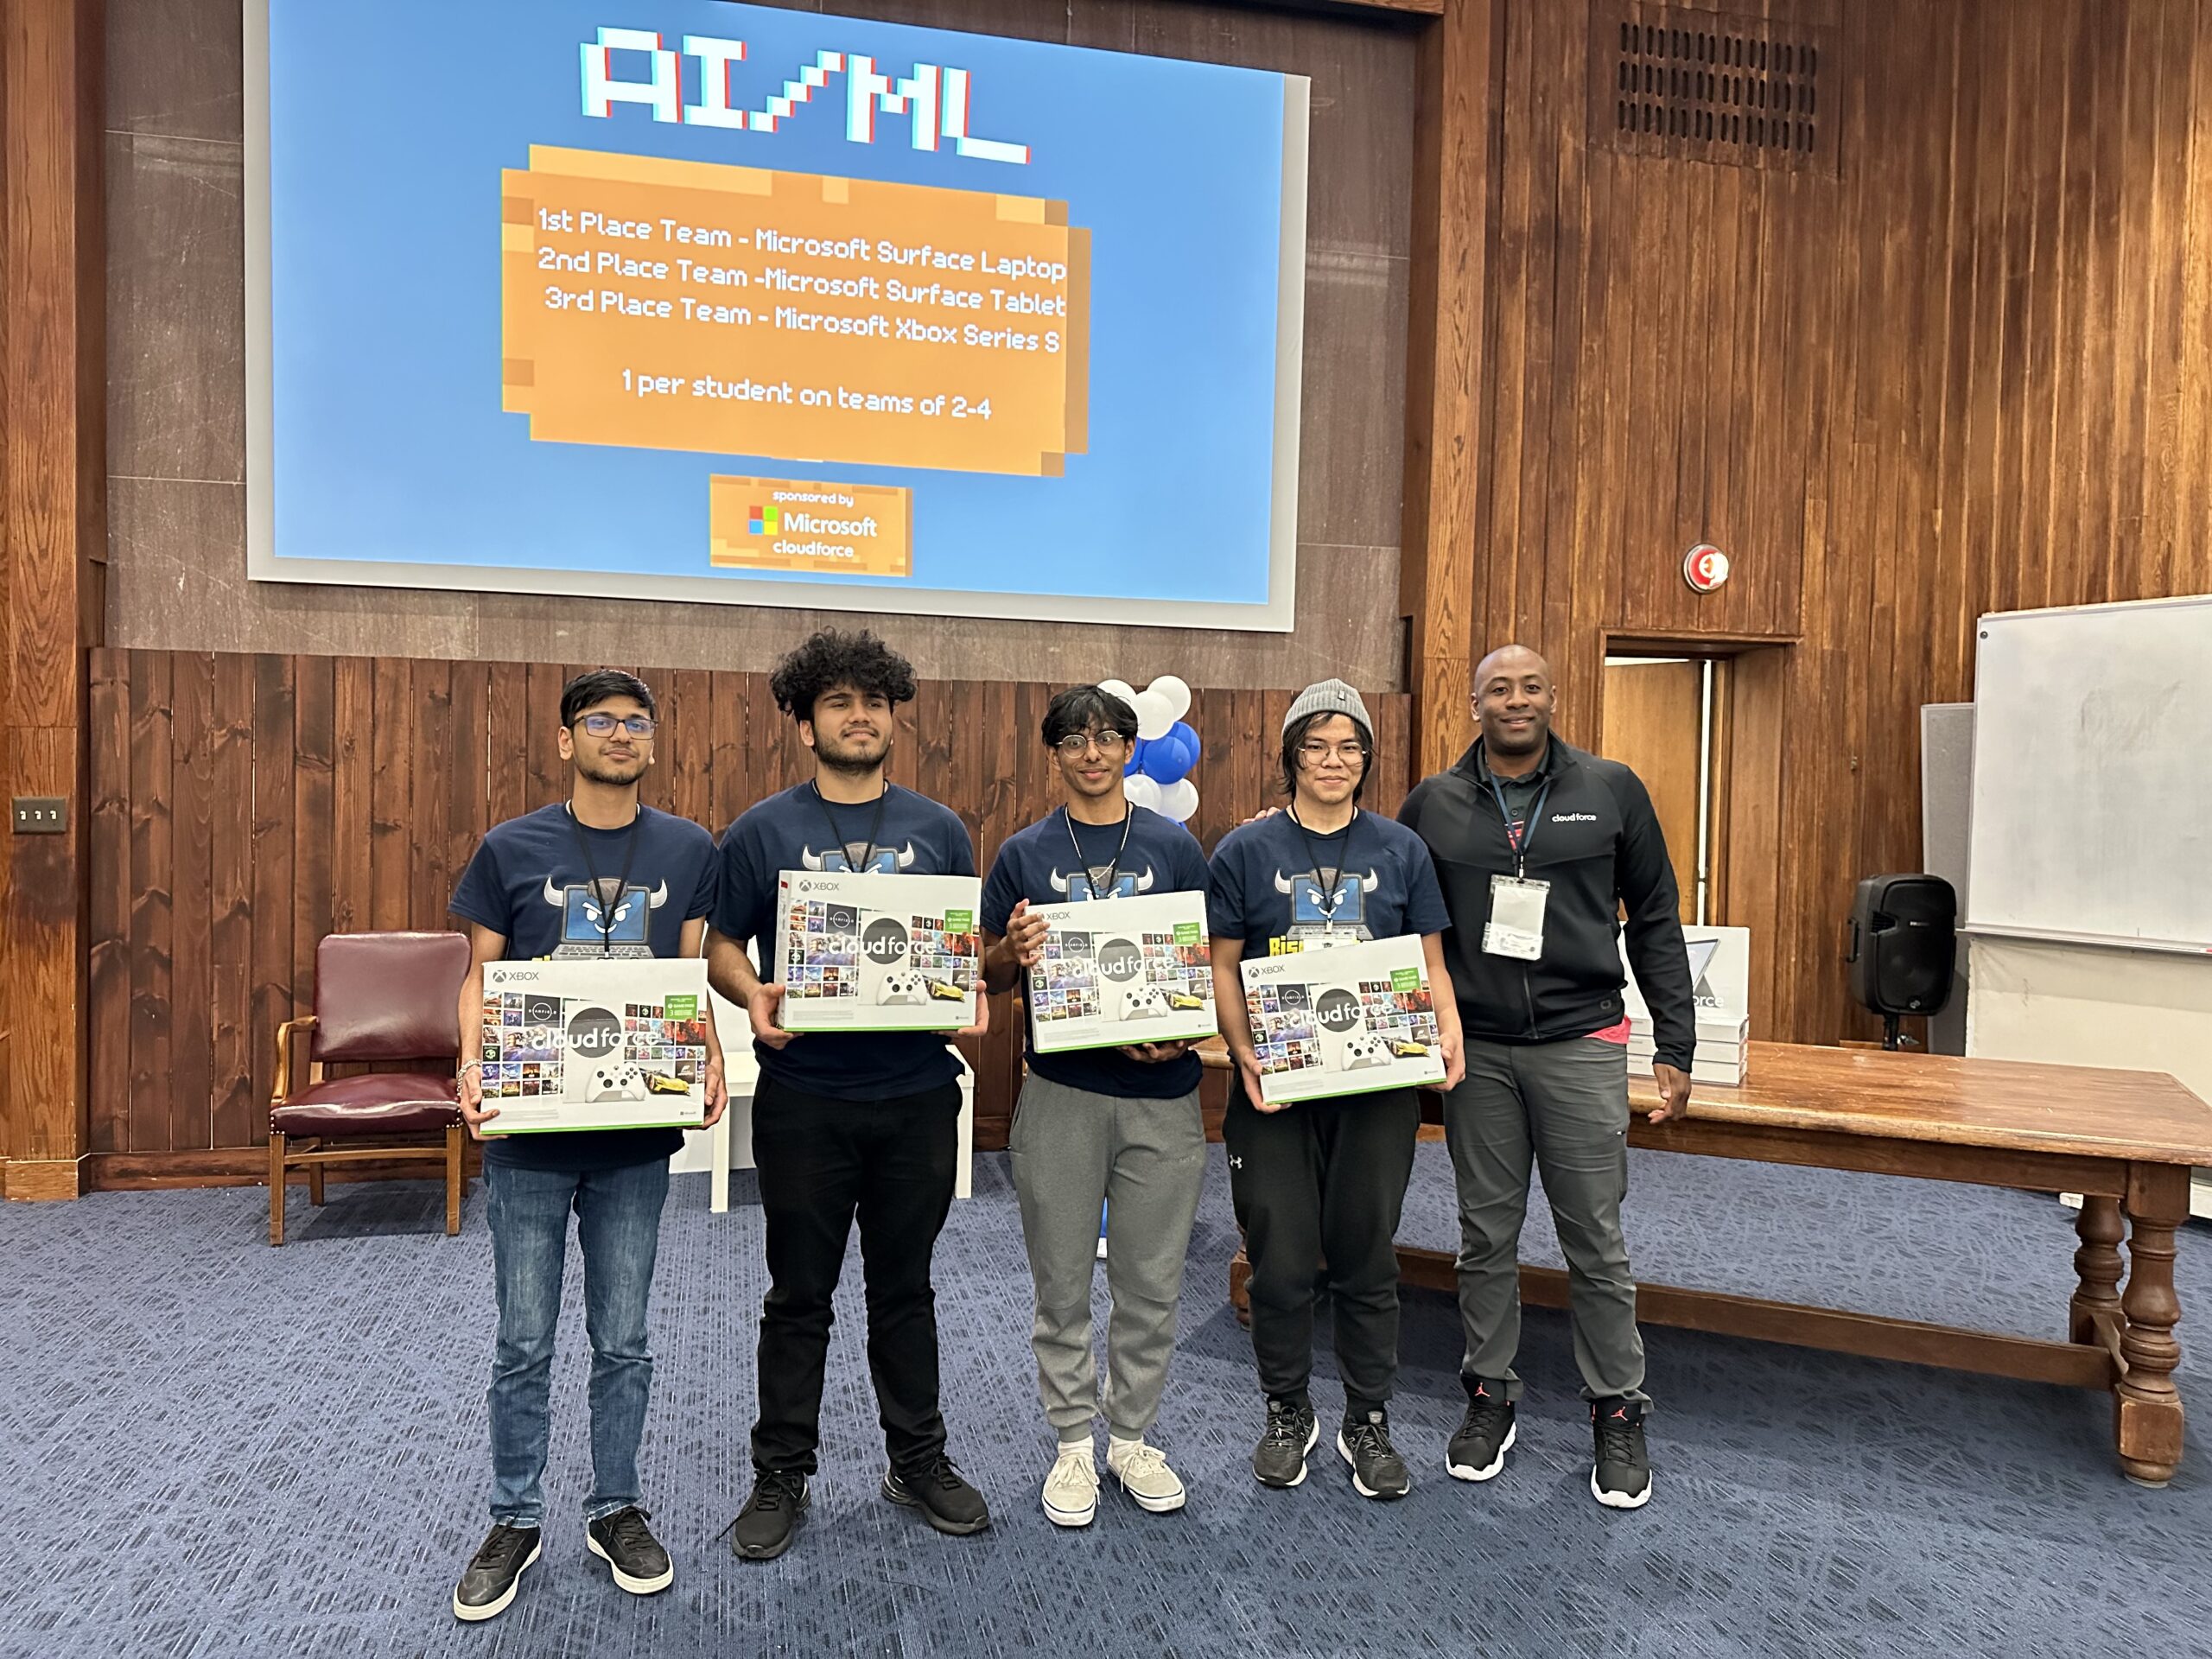 AI/ML
1st Place Team - Microsoft Surface Laptop
2nd Place Team -Microsoft Surface Tablet
3rd Place Team - Microsoft Xbox Series S
1 per student on teams of 2-4
sponsored by
Microsoft
cloudforce
cloudforce
XBOX
cloudforce
XBOX
cloudforce
XBOX
cloudforce
XBOX
cloudforce